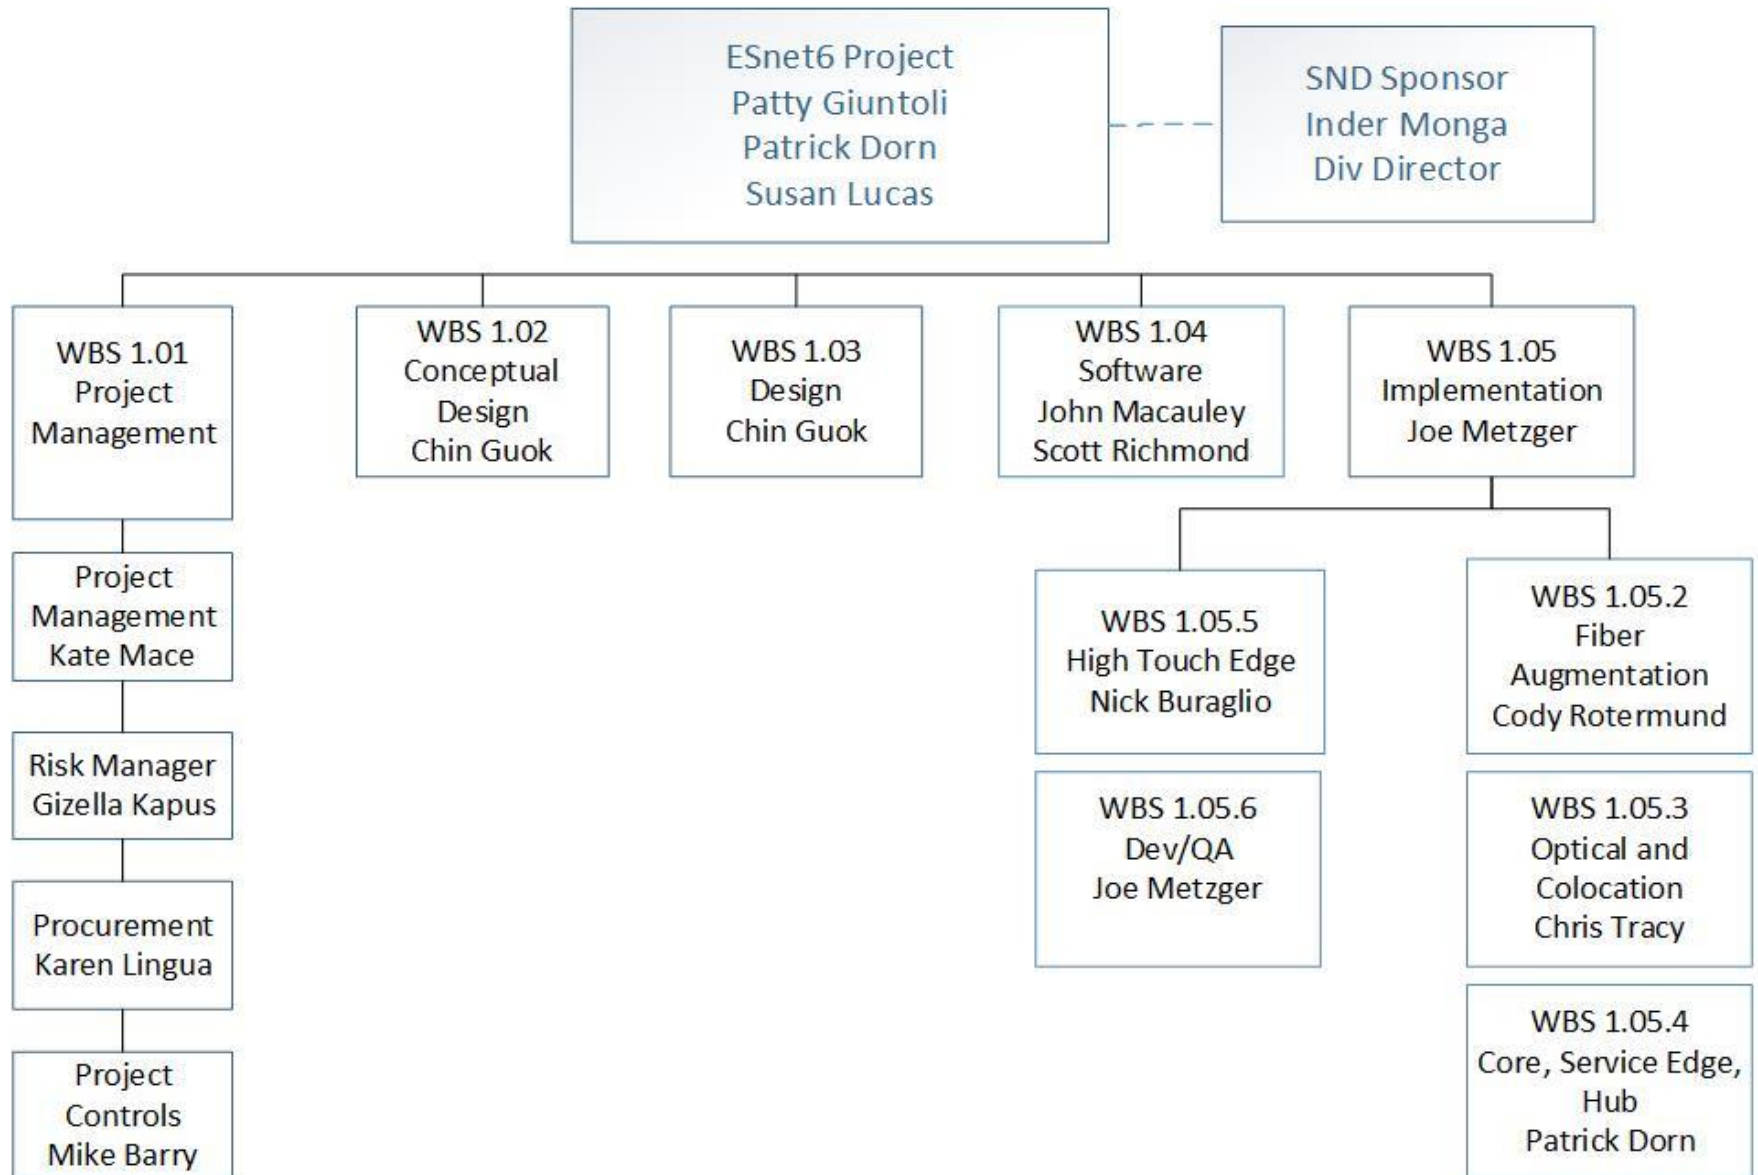 ESnet6 Project
Patty Giuntoli
Patrick Dorn
Susan Lucas
SND Sponsor
Inder Monga
Div Director
WBS 1.01
Project
Management
WBS 1.02
Conceptual
Design
Chin Guok
WBS 1.03
Design
Chin Guok
WBS 1.04
Software
John Macauley
Scott Richmond
WBS 1.05
Implementation
Joe Metzger
Project
Management
Kate Mace
Risk Manager
Gizella Kapus
Procurement
Karen Lingua
Project
Controls
Mike Barry
WBS 1.05.5
High Touch Edge
Nick Buraglio
WBS 1.05.6
Dev/QA
Joe Metzger
WBS 1.05.2
Fiber
Augmentation
Cody Rotermund
WBS 1.05.3
Optical and
Colocation
Chris Tracy
WBS 1.05.4
Core, Service Edge,
Hub
Patrick Dorn